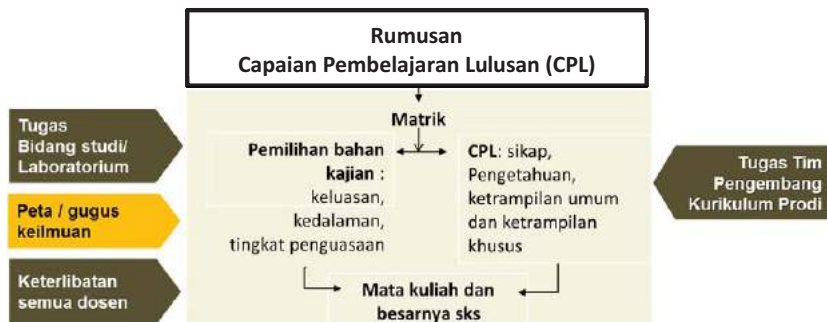 Rumusan
Capaian Pembelajaran Lulusan (CPL)
Matrik
Tugas
Bidang studi/
Laboratorium
Peta / gugus
keilmuan
Keterlibatan
semua dosen
Pemilihan bahan
kajian :
keluasan,
kedalaman,
tingkat penguasaan
CPL: sikap,
Pengetahuan,
ketrampilan umum
dan ketrampilan
khusus
Tugas Tim
Pengembang
Kurikulum Prodi
Mata kuliah dan
besarnya sks